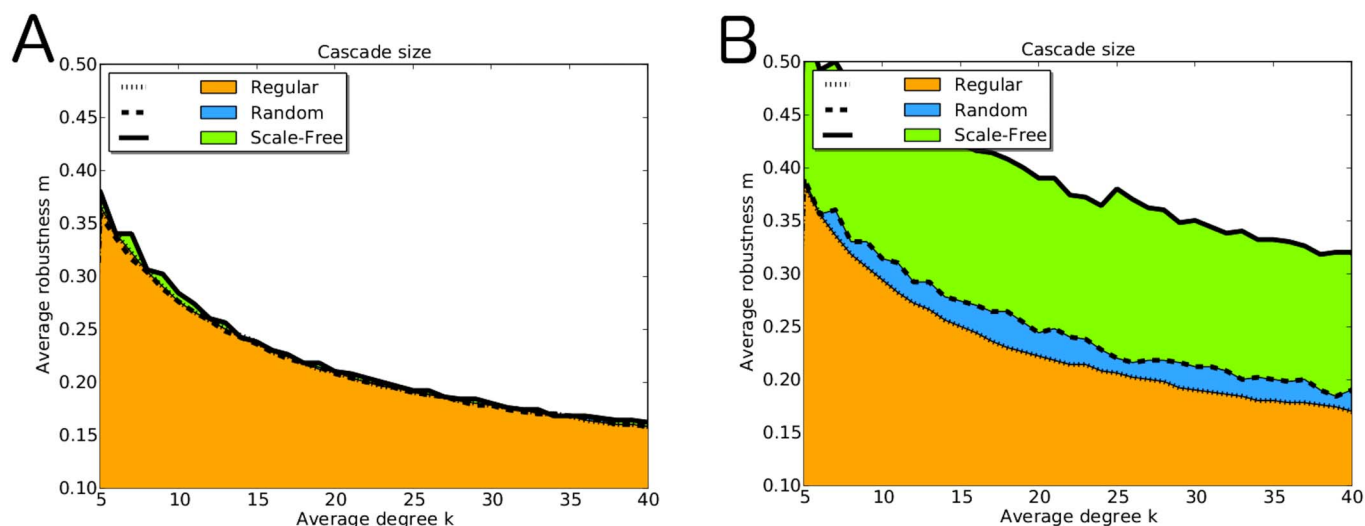 A
Cascade size
Regular
Random
Scale-Free
0.50
0.45
0.40
0.35
0.30
0.25
0.20
0.15
0.10
Average robustness m
5 10 15 20 25 30 35 40
Average degree k
B
Cascade size
Regular
Random
Scale-Free
0.50
0.45
0.40
0.35
0.30
0.25
0.20
0.15
0.10
Average robustness m
5 10 15 20 25 30 35 40
Average degree k